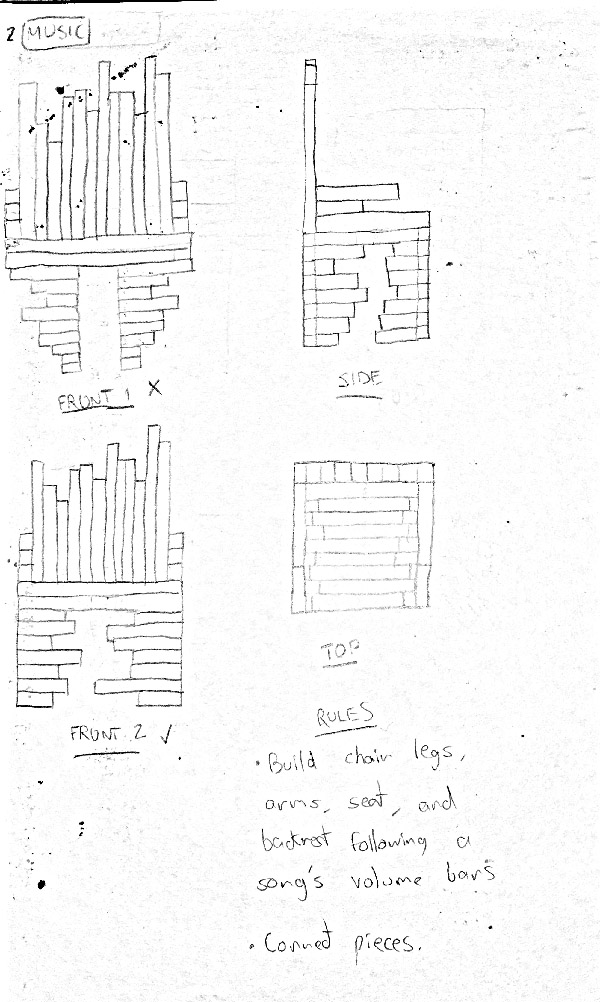 2 MUSIC
FRONT 1 X
SIDE
FRONT 2 ✓
TOP
RULES
• Build chair legs,
arms, seat, and
backrest following a
song's volume bars
• Connect pieces.